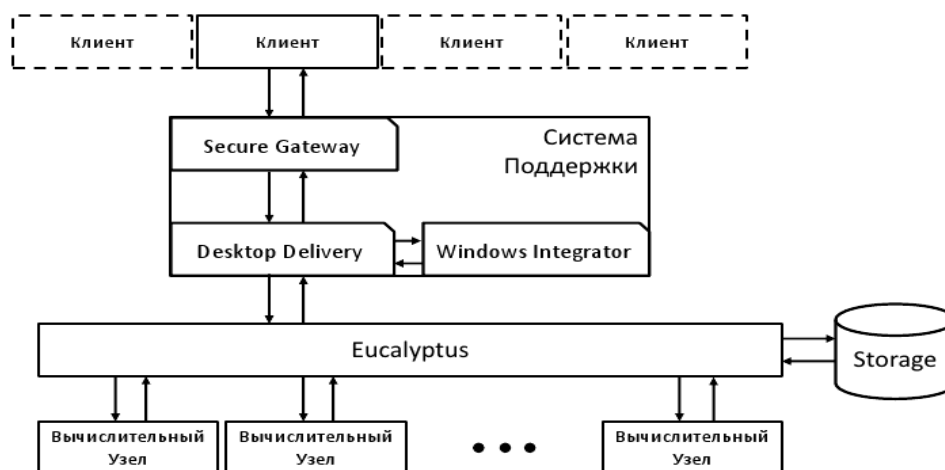 Клиент
Клиент
Клиент
Клиент
Secure Gateway
Система
Поддержки
Desktop Delivery
Windows Integrator
Eucalyptus
Storage
Вычислительный
Узел
Вычислительный
Узел
Вычислительный
Узел